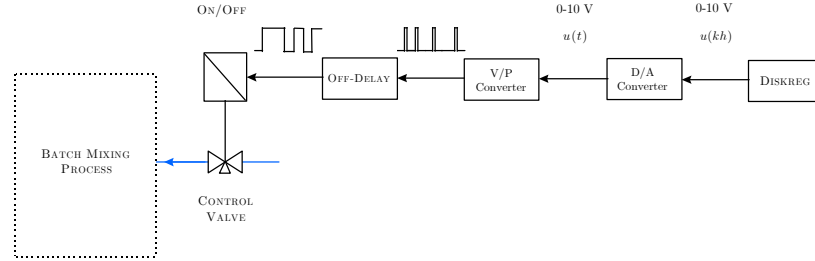 ON/OFF
0-10 V
0-10 V
u(t)
u(kh)
OFF-DELAY
V/P
Converter
D/A
Converter
DISKREG
BATCH MIXING
PROCESS
CONTROL
VALVE